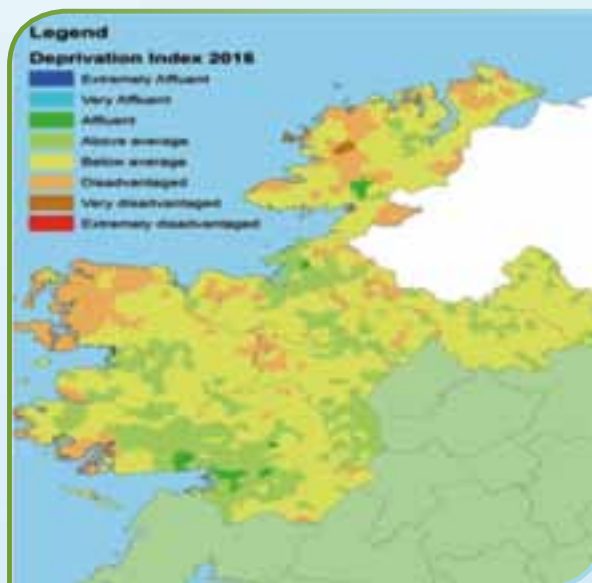 Legend
Deprivation Index 2016
Extremely Affluent
Very Affluent
Affluent
Above average
Below average
Disadvantaged
Very disadvantaged
Extremely disadvantaged